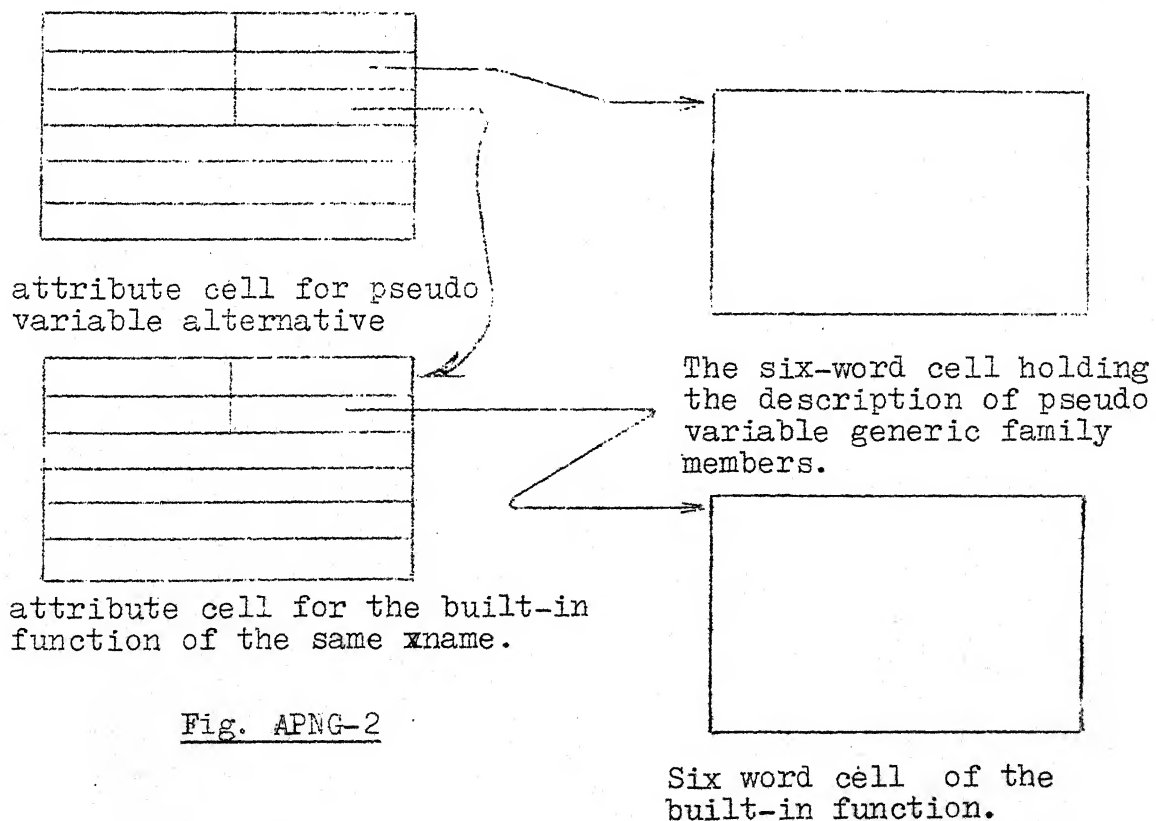 attribute cell for pseudo
variable alternative
The six-word cell holding
the description of pseudo
variable generic family
members.
attribute cell for the built-in
function of the same xname.
Fig. APNG-2
Six word cell of the
built-in function.